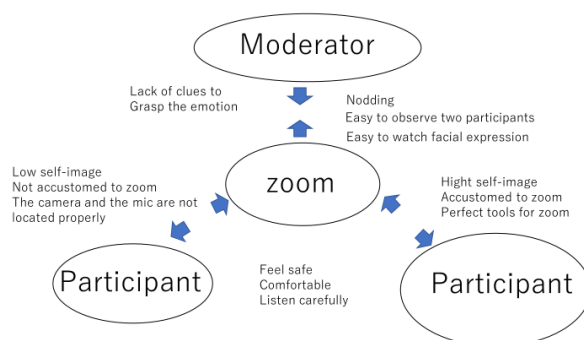 Moderator
Lack of clues to
Grasp the emotion
Nodding
Easy to observe two participants
Easy to watch facial expression
zoom
Low self-image
Not accustomed to zoom
The camera and the mic are not
located properly
Hight self-image
Accustomed to zoom
Perfect tools for zoom
Participant
Feel safe
Comfortable
Listen carefully
Participant